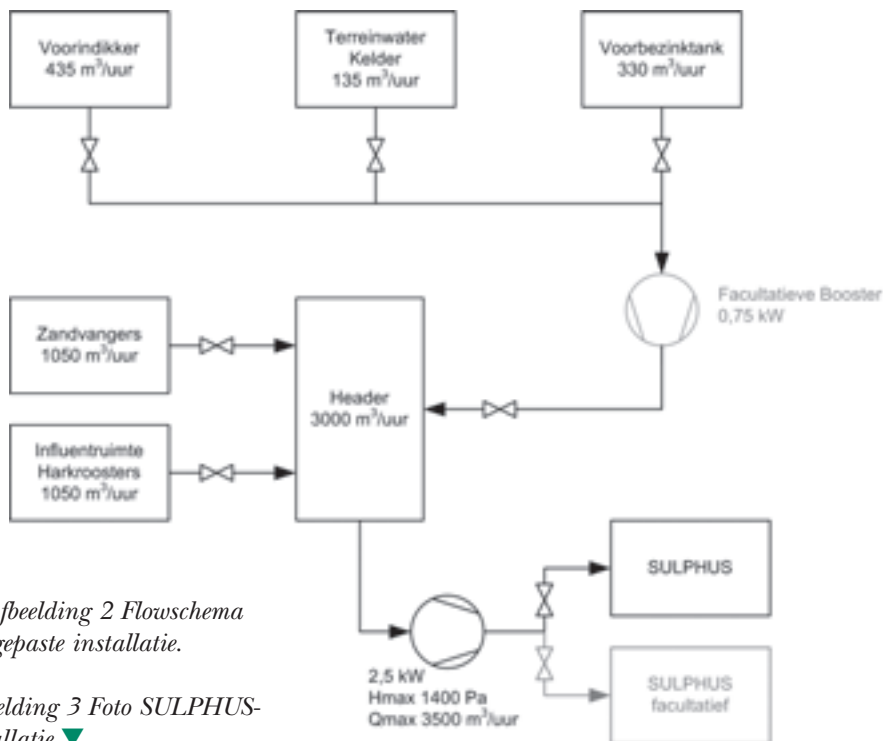 Voorindikker
435 m³/uur
Terreinwater
Kelder
135 m³/uur
Voorbezinktank
330 m³/uur
Facultatieve Booster
0,75 kW
Zandvangers
1050 m³/uur
Header
3000 m³/uur
Influentruimte
Harkroosters
1050 m³/uur
SULPHUS
2,5 kW
Hmax 1400 Pa
Qmax 3500 m³/uur
SULPHUS
facultatief
fbeelding 2 Flowschema
gepaste installatie.
elding 3 Foto SULPHUS-
allatie